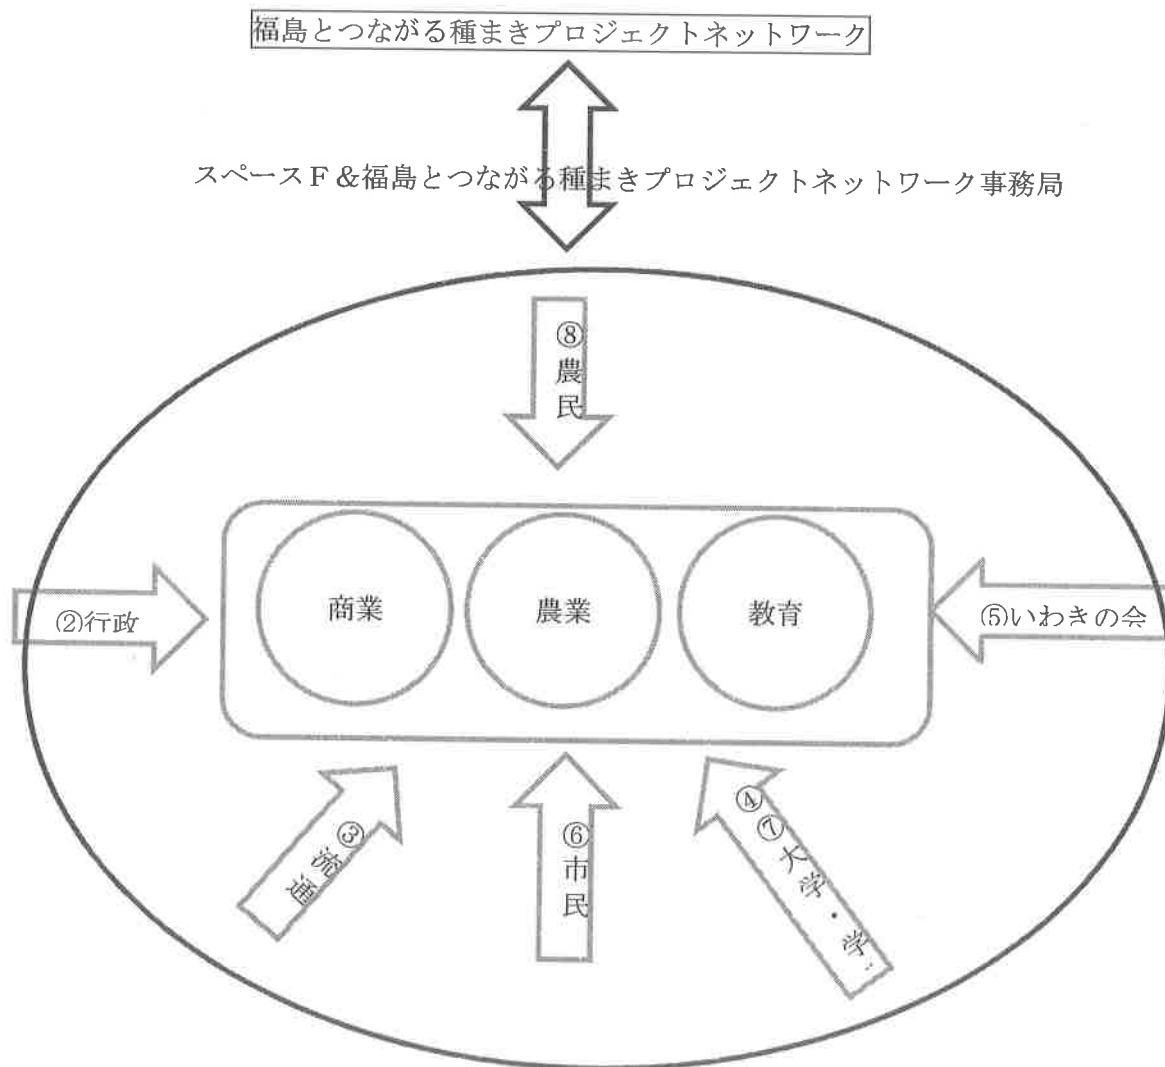 福島とつながる種まきプロジェクトネットワーク
スペースF&福島とつながる種まきプロジェクトネットワーク事務局
⑧農民
商業
農業
教育
②行政
⑤いわきの会
③流通
⑥市民
④⑦大学・学